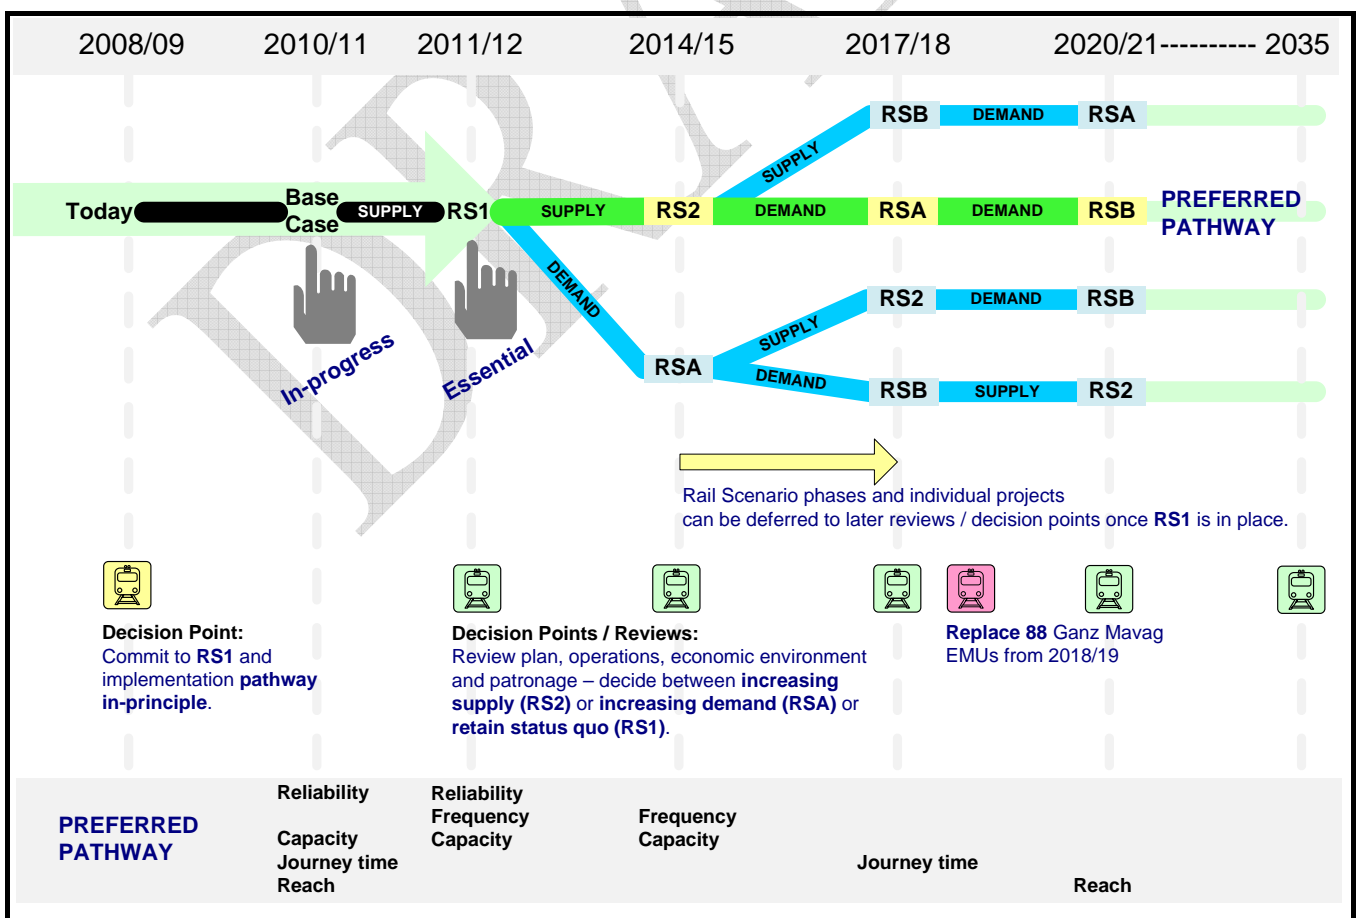 2008/09 2010/11 2011/12 2014/15 2017/18 2020/21---------- 2035
RSB DEMAND RSA
SUPPLY
Today Base Case SUPPLY RS1 SUPPLY RS2 DEMAND RSA DEMAND RSB PREFERRED PATHWAY
DEMAND
RS2 DEMAND RSB
SUPPLY
In-progress
Essential
RSA
DEMAND
RSB SUPPLY RS2
Rail Scenario phases and individual projects
can be deferred to later reviews / decision points once RS1 is in place.
Decision Point:
Commit to RS1 and
implementation pathway
in-principle.
Decision Points / Reviews:
Review plan, operations, economic environment
and patronage – decide between increasing
supply (RS2) or increasing demand (RSA) or
retain status quo (RS1).
Replace 88 Ganz Mavag
EMUs from 2018/19
PREFERRED
PATHWAY
Reliability
Capacity
Journey time
Reach
Reliability
Frequency
Capacity
Frequency
Capacity
Journey time
Reach